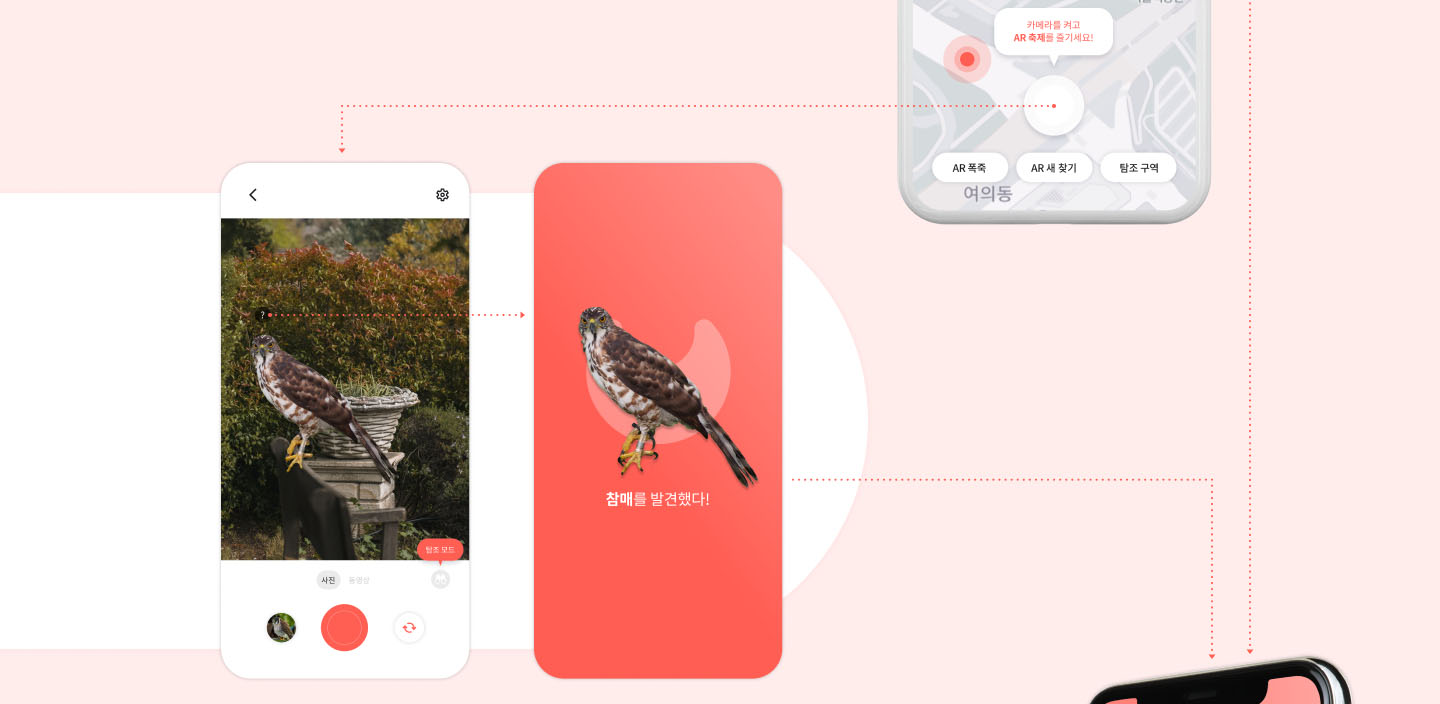 카메라를 켜고
AR 축제를 즐기세요!
AR 폭죽
AR 새 찾기
탐조 구역
여의동
?
참매를 발견했다!
탐조 모드
사진
동영상